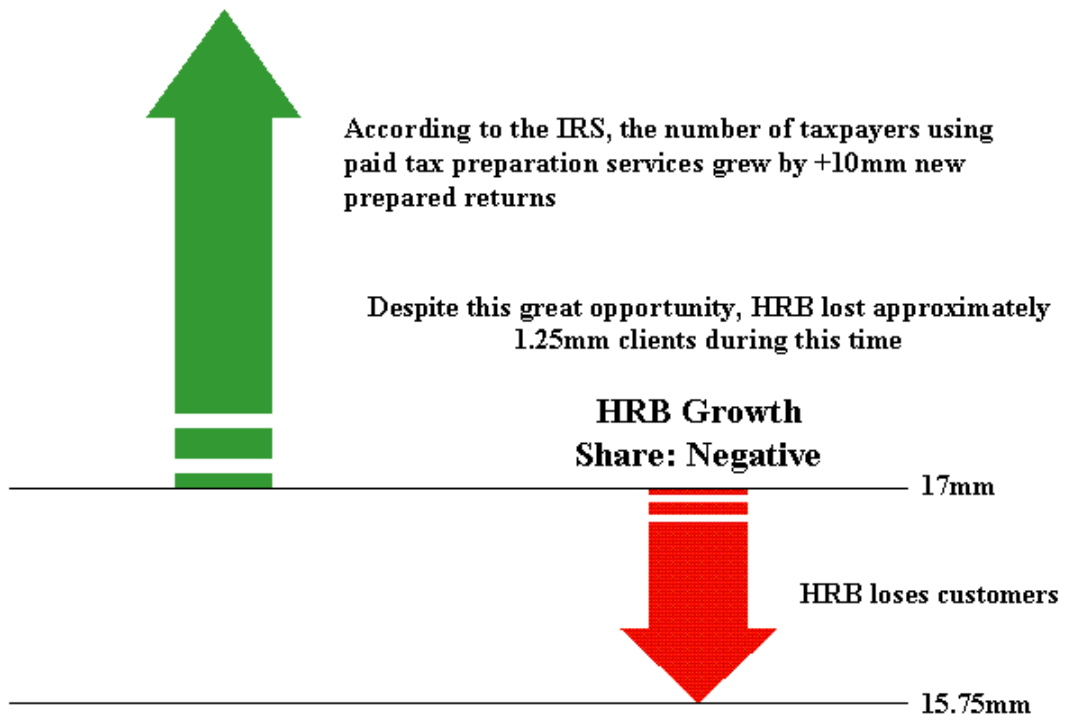 According to the IRS, the number of taxpayers using
paid tax preparation services grew by +10mm new
prepared returns
Despite this great opportunity, HRB lost approximately
1.25mm clients during this time
HRB Growth
Share: Negative
17mm
HRB loses customers
15.75mm